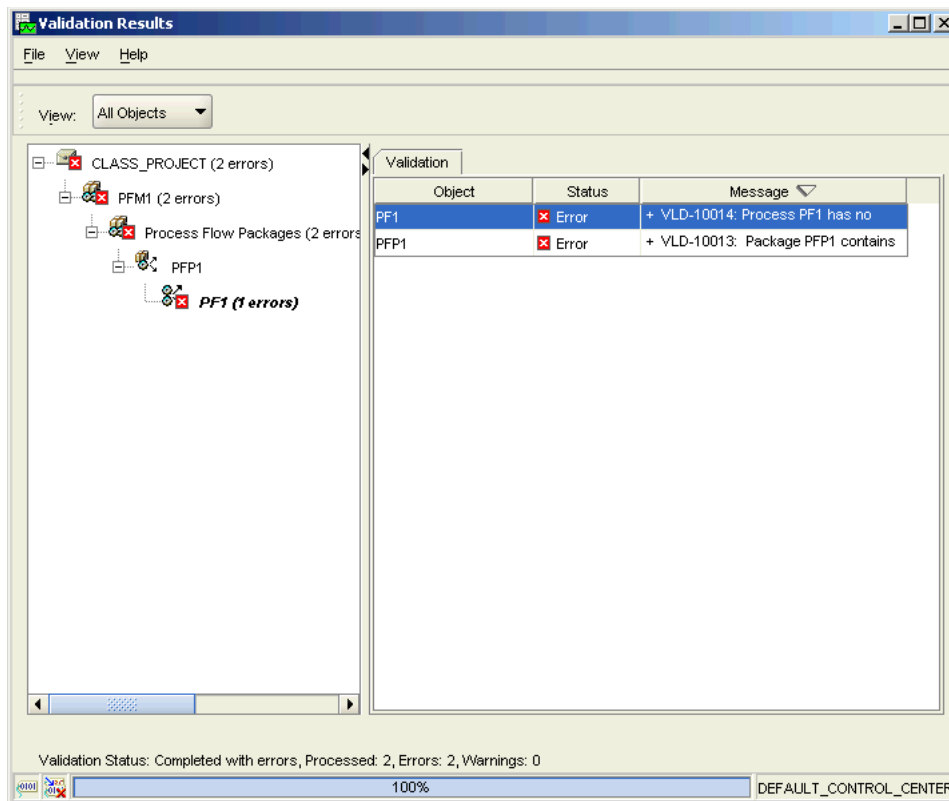 Validation Results
File View Help
View: All Objects
CLASS_PROJECT (2 errors)
PFM1 (2 errors)
Process Flow Packages (2 errors
PFP1
PF1 (1 errors)
Validation
Object Status Message
PF1 Error + VLD-10014: Process PF1 has no
PFP1 Error + VLD-10013: Package PFP1 contains
Validation Status: Completed with errors, Processed: 2, Errors: 2, Warnings: 0
100%
DEFAULT_CONTROL_CENTER